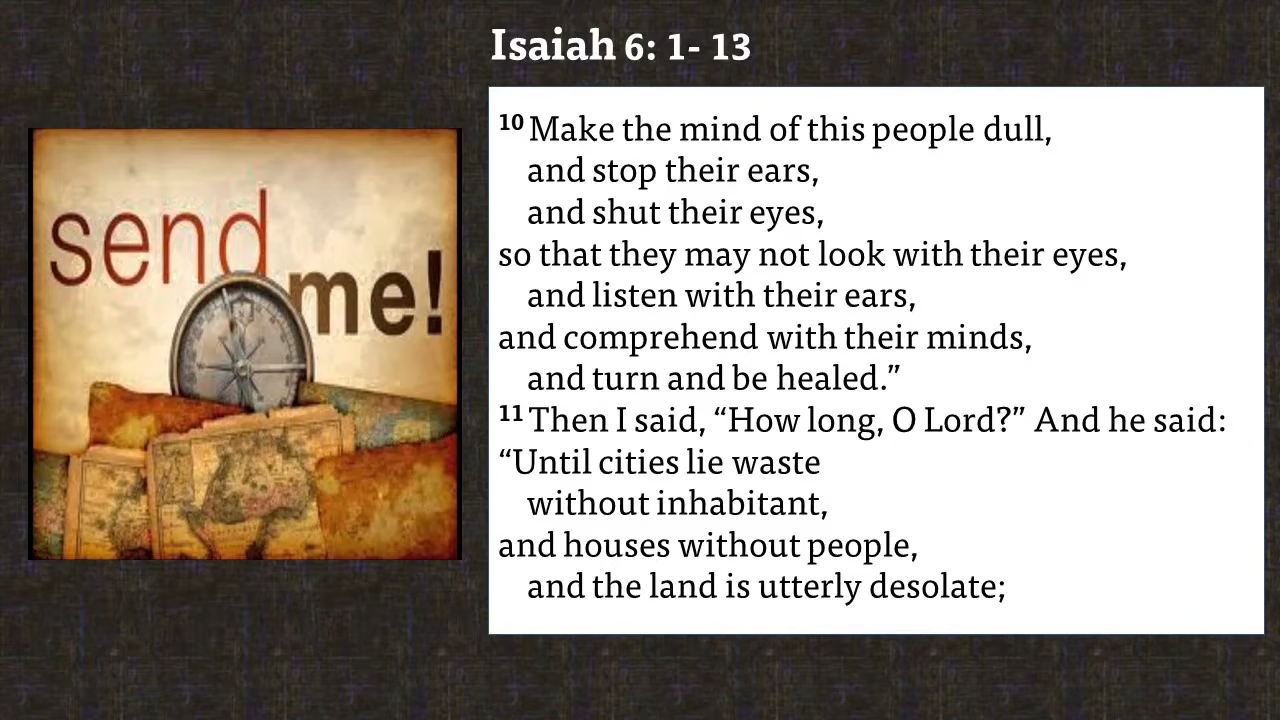 Isaiah 6: 1- 13
send
me!
10 Make the mind of this people dull,
and stop their ears,
and shut their eyes,
so that they may not look with their eyes,
and listen with their ears,
and comprehend with their minds,
and turn and be healed.”
11 Then I said, “How long, O Lord?” And he said:
“Until cities lie waste
without inhabitant,
and houses without people,
and the land is utterly desolate;